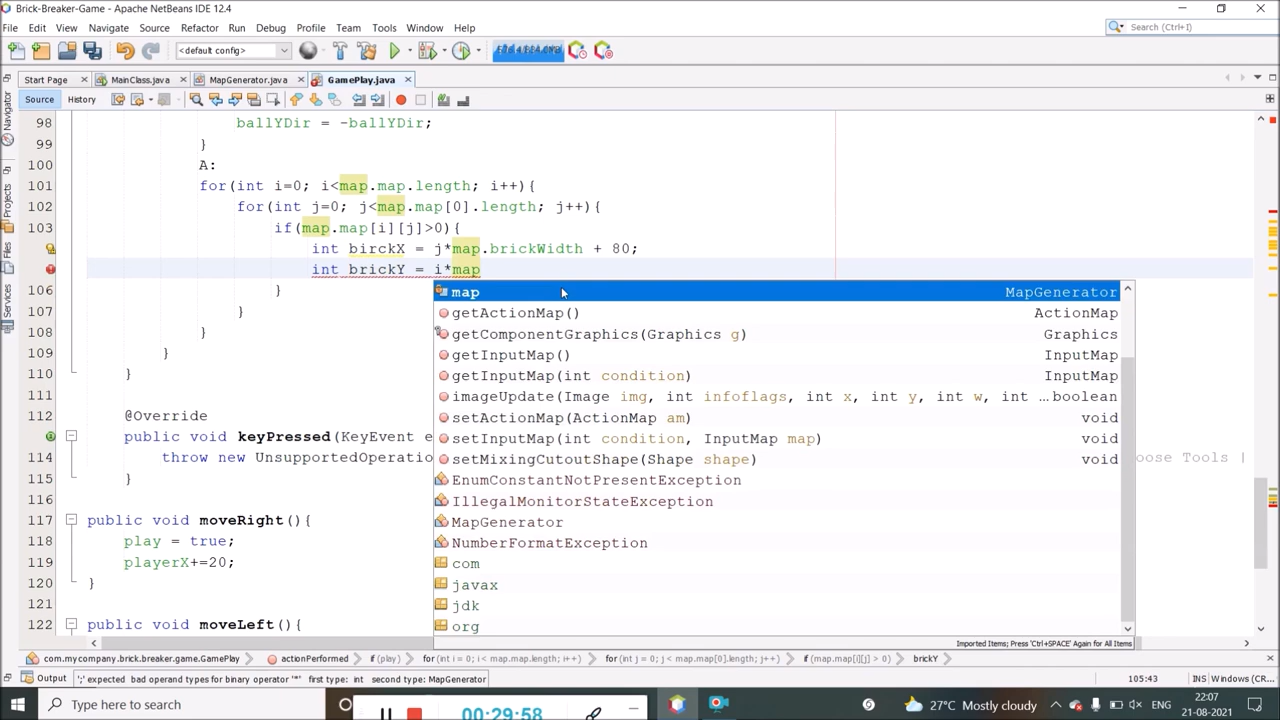 Brick-Breaker-Game - Apache NetBeans IDE 12.4
File Edit View Navigate Source Refactor Run Debug Profile Team Tools Window Help
Search (Ctrl+I)
<default config>
Start Page MainClass.java MapGenerator.java GamePlay.java
Source History
Navigator
Projects
Files
Services
98 ballYDir = -ballYDir;
99 }
100 A:
101 for(int i=0; i<map.map.length; i++){
102 for(int j=0; j<map.map[0].length; j++){
103 if(map.map[i][j]>0){
int birckX = j*map.brickWidth + 80;
int brickY = i*map
106 }
107 }
108 }
109 }
110 }
111
112 @Override
public void keyPressed(KeyEvent e
114 throw new UnsupportedOperatio
115 }
116
117 public void moveRight(){
118 play = true;
119 playerX+=20;
120 }
121
122 public void moveLeft(){
map MapGenerator
getActionMap() ActionMap
getComponentGraphics(Graphics g) Graphics
getInputMap() InputMap
getInputMap(int condition) InputMap
imageUpdate(Image img, int infoflags, int x, int y, int w, int ... boolean
setActionMap(ActionMap am) void
setInputMap(int condition, InputMap map) void
setMixingCutoutShape(Shape shape) void
EnumConstantNotPresentException
IllegalMonitorStateException
MapGenerator
NumberFormatException
com
javax
jdk
org
oose Tools |
Imported Items; Press 'Ctrl+SPACE' Again for All Items
com.mycompany.brick.breaker.game.GamePlay actionPerformed if (play) for (int i = 0; i < map.map.length; i++) for (int j = 0; j < map.map[0].length; j++) if (map.map[i][j] > 0) brickY
Output ';' expected bad operand types for binary operator '*' first type: int second type: MapGenerator 105:43 INS Windows (CR...
Type here to search
00:29:58
27°C Mostly cloudy
ENG
22:07
21-08-2021